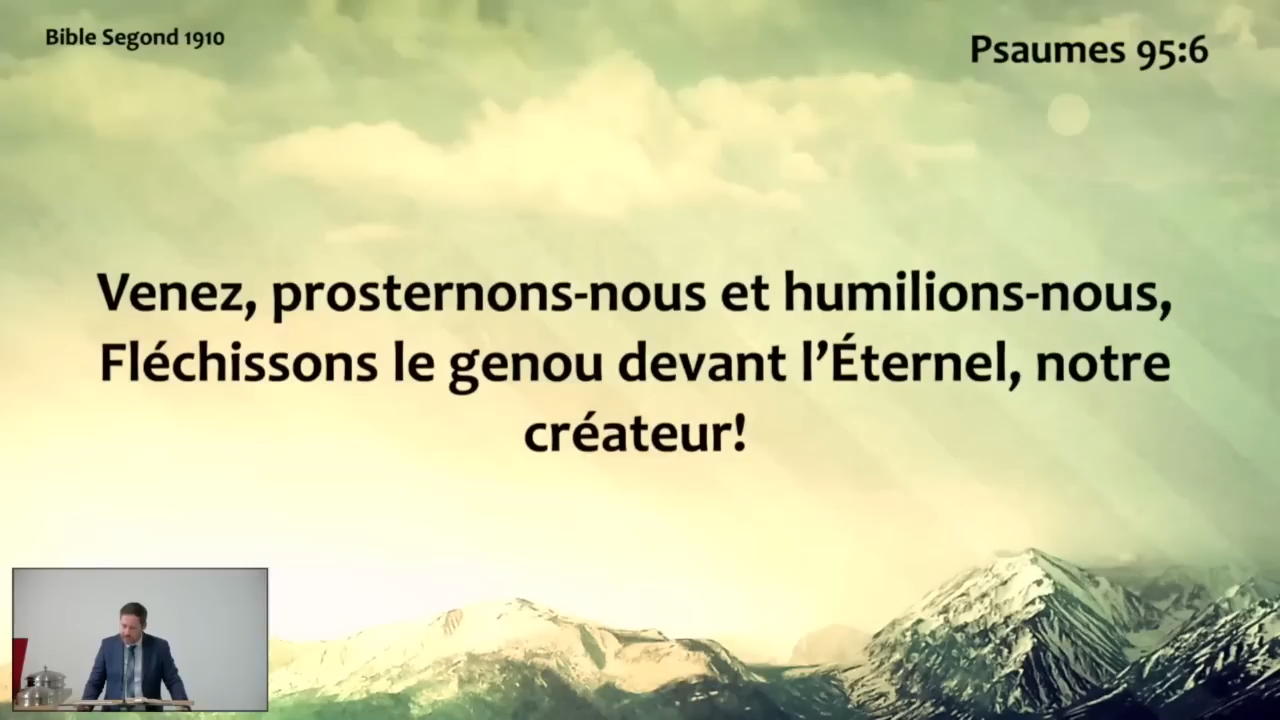 Bible Segond 1910
Psaumes 95:6
Venez, prosternons-nous et humilions-nous,
Fléchissons le genou devant l’Éternel, notre
créateur!